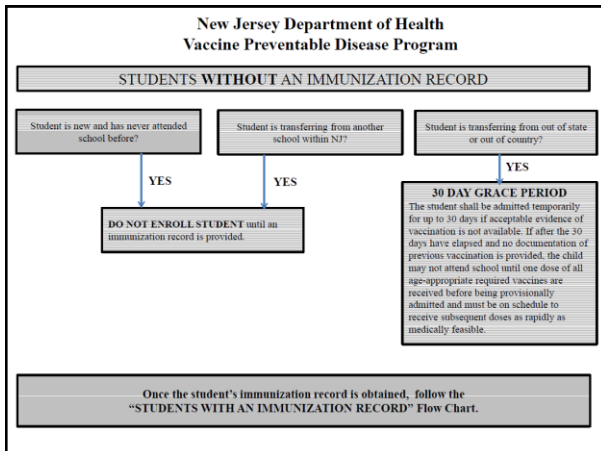 New Jersey Department of Health
Vaccine Preventable Disease Program
STUDENTS WITHOUT AN IMMUNIZATION RECORD
Student is new and has never attended
school before?
Student is transferring from another
school within NJ?
Student is transferring from out of state
or out of country?
YES
YES
YES
DO NOT ENROLL STUDENT until an
immunization record is provided.
30 DAY GRACE PERIOD
The student shall be admitted temporarily
for up to 30 days if acceptable evidence of
vaccination is not available. If after the 30
days have elapsed and no documentation of
previous vaccination is provided, the child
may not attend school until one dose of all
age-appropriate required vaccines are
received before being provisionally
admitted and must be on schedule to
receive subsequent doses as rapidly as
medically feasible.
Once the student's immunization record is obtained, follow the
"STUDENTS WITH AN IMMUNIZATION RECORD" Flow Chart.